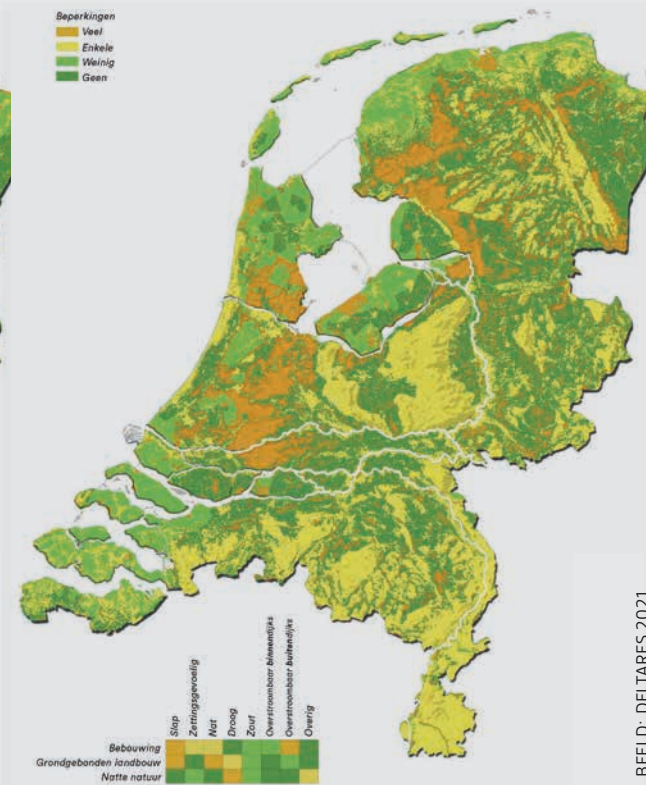 Beperkingen
Veel
Enkele
Weinig
Geen
Slap
Zettingsgevoelig
Nat
Droog
Zout
Overstroombaar binnendijks
Overstroombaar buitendijks
Overig
Bebouwing
Grondgebonden landbouw
Natte natuur
BEELD: DELTARES 2021